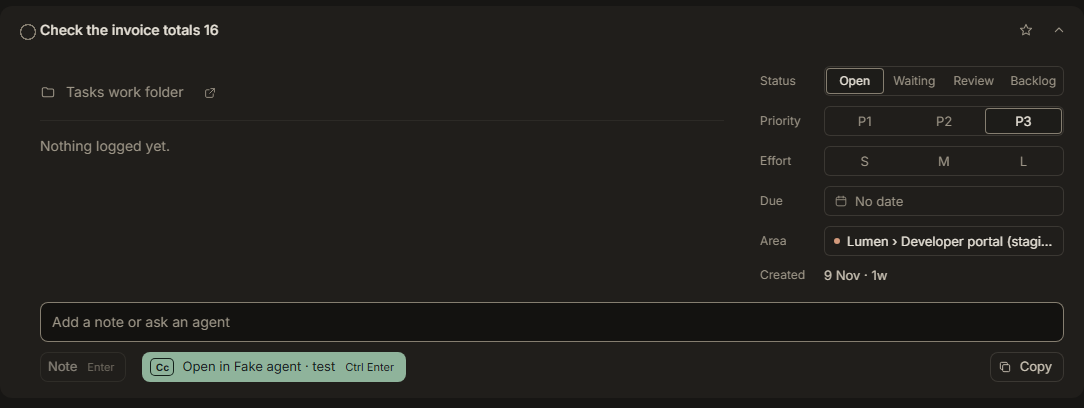 Check the invoice totals 16
Tasks work folder
Nothing logged yet.
Status Open Waiting Review Backlog
Priority P1 P2 P3
Effort S M L
Due No date
Area Lumen › Developer portal (stagi...
Created 9 Nov · 1w
Add a note or ask an agent
Note Enter Cc Open in Fake agent · test Ctrl Enter Copy